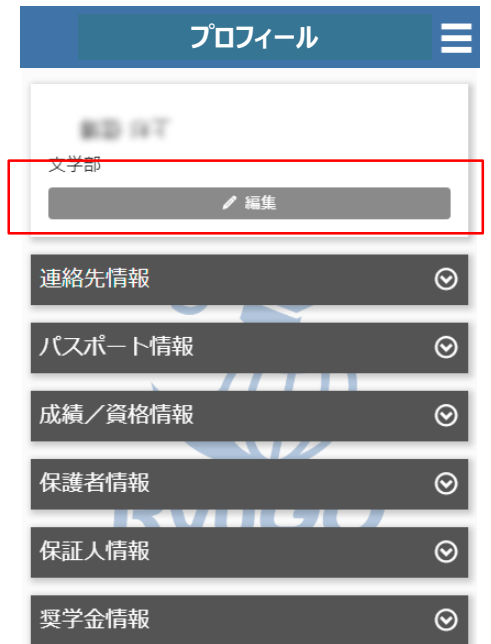 プロフィール
文学部
編集
連絡先情報
パスポート情報
成績／資格情報
保護者情報
保証人情報
奨学金情報